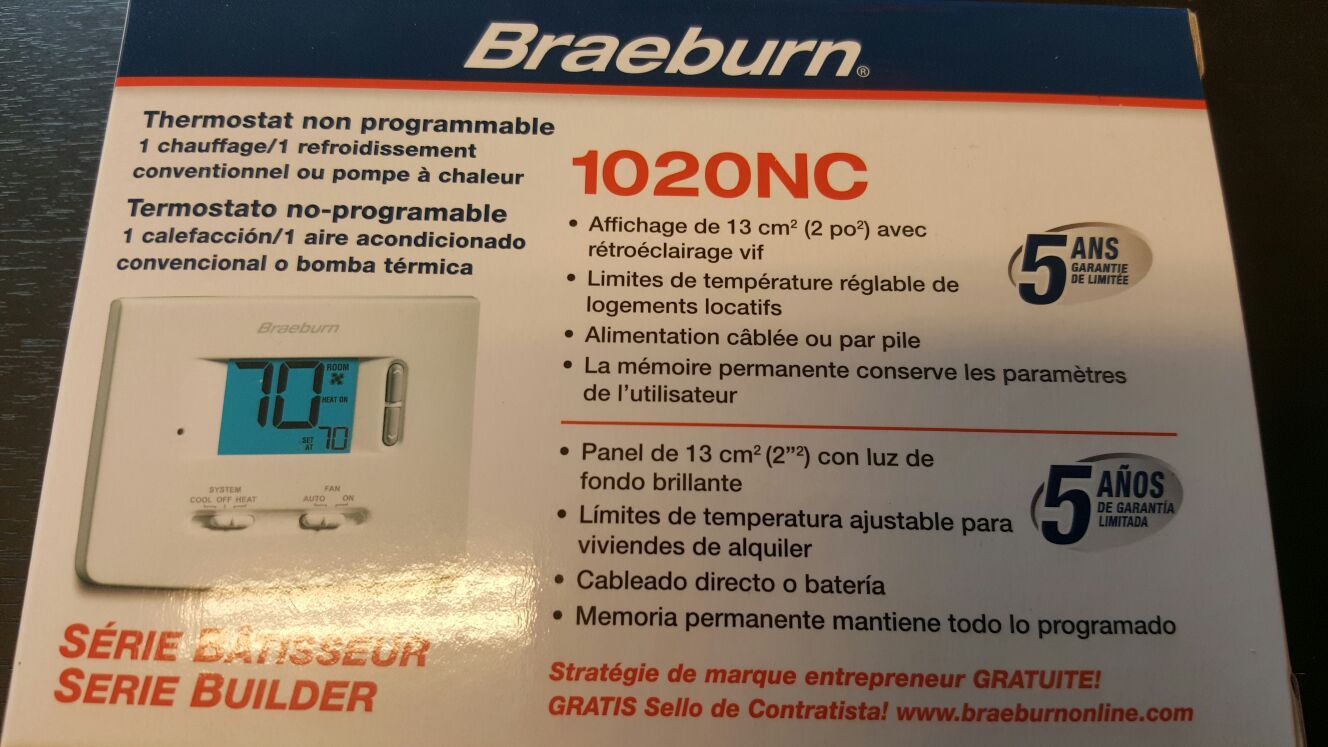 Braeburn®
Thermostat non programmable
1 chauffage/1 refroidissement
conventionnel ou pompe à chaleur
Termostato no-programable
1 calefacción/1 aire acondicionado
convencional o bomba térmica
Braeburn
70
ROOM
HEAT ON
SET
AT
70
SYSTEM
COOL OFF HEAT
FAN
AUTO ON
SÉRIE BÂTISSEUR
SERIE BUILDER
1020NC
• Affichage de 13 cm² (2 po²) avec
rétroéclairage vif
• Limites de température réglable de
logements locatifs
• Alimentation câblée ou par pile
• La mémoire permanente conserve les paramètres
de l'utilisateur
5 ANS
GARANTIE
DE LIMITÉE
• Panel de 13 cm² (2”²) con luz de
fondo brillante
• Límites de temperatura ajustable para
viviendes de alquiler
• Cableado directo o batería
• Memoria permanente mantiene todo lo programado
5 AÑOS
DE GARANTÍA
LIMITADA
Stratégie de marque entrepreneur GRATUITE!
GRATIS Sello de Contratista! www.braeburnonline.com